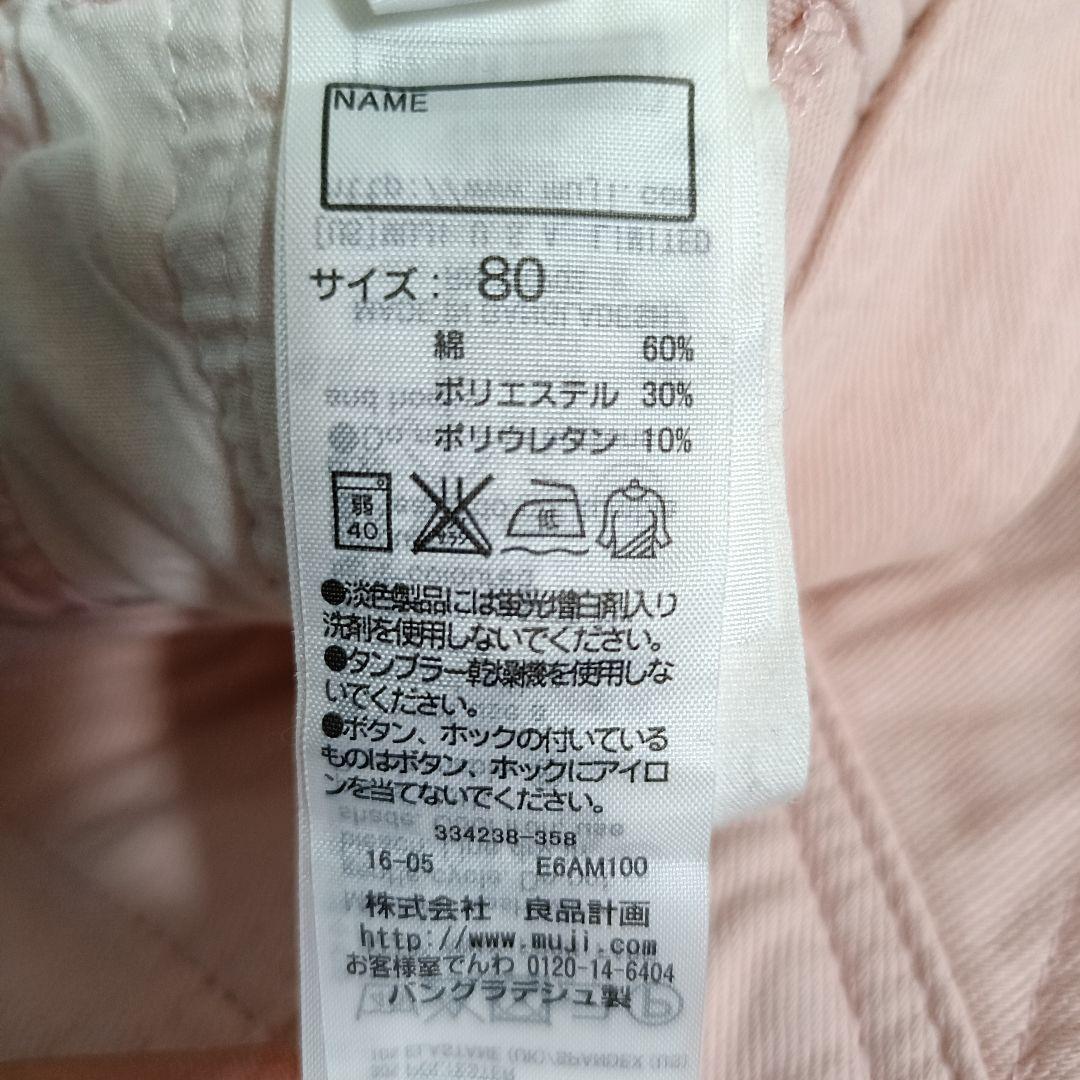 NAME
サイズ: 80
綿 60%
ポリエステル 30%
ポリウレタン 10%
弱
40
低
●淡色製品には蛍光増白剤入り
洗剤を使用しないでください。
●タンブラー乾燥機を使用しな
いでください。
●ボタン、ホックの付いている
ものはボタン、ホックにアイロ
ンを当てないでください。
334238-358
16-05 E6AM100
株式会社 良品計画
http://www.muji.com
お客様室でんわ 0120-14-6404
バングラデシュ製